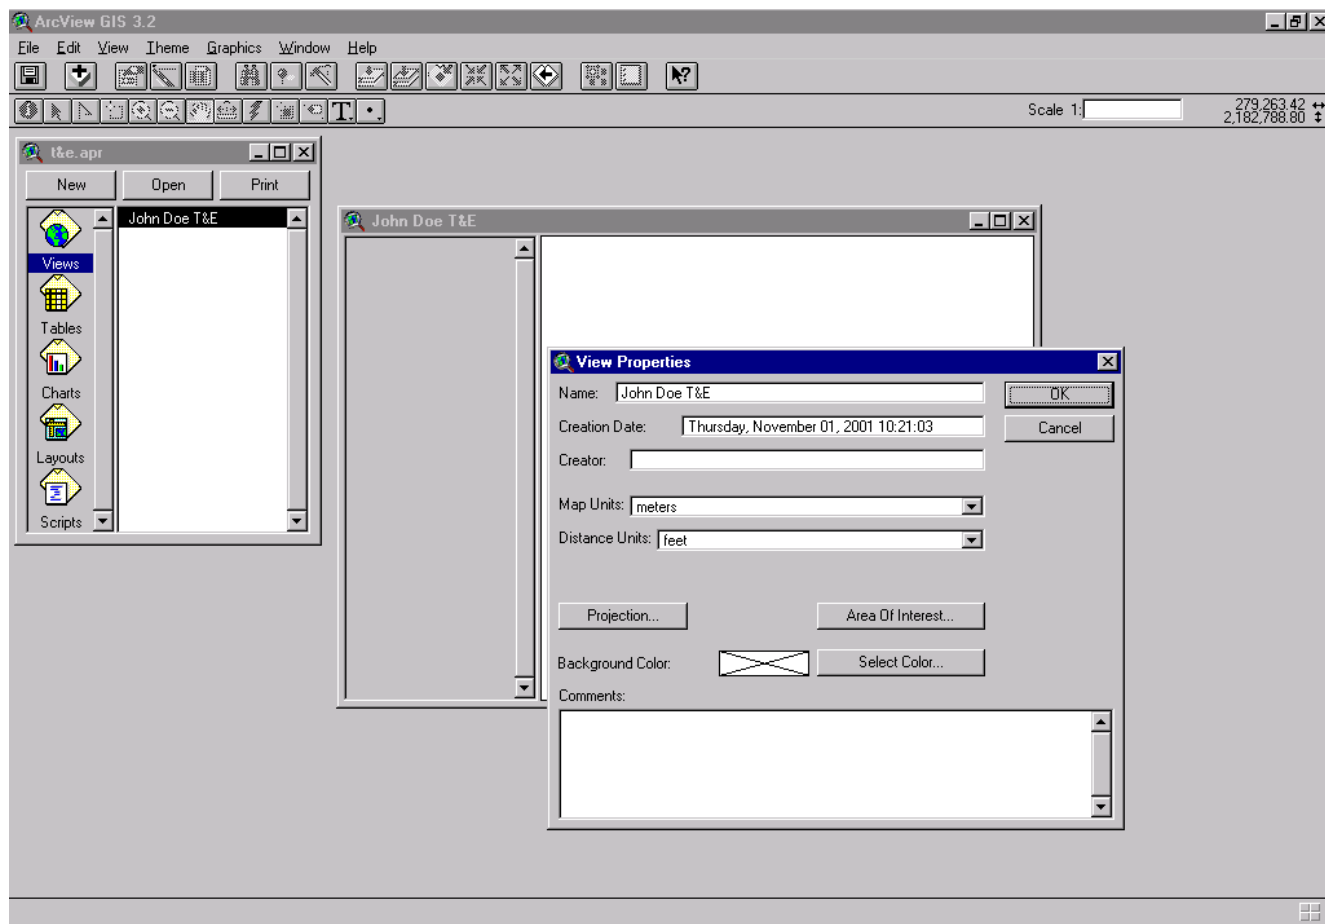 ArcView GIS 3.2
File Edit View Theme Graphics Window Help
Scale 1:
279,263.42
2,182,788.80
t&e.apr
New Open Print
John Doe T&E
Views
Tables
Charts
Layouts
Scripts
John Doe T&E
View Properties
Name: John Doe T&E
OK
Creation Date: Thursday, November 01, 2001 10:21:03
Cancel
Creator:
Map Units: meters
Distance Units: feet
Projection... Area Of Interest...
Background Color: Select Color...
Comments: